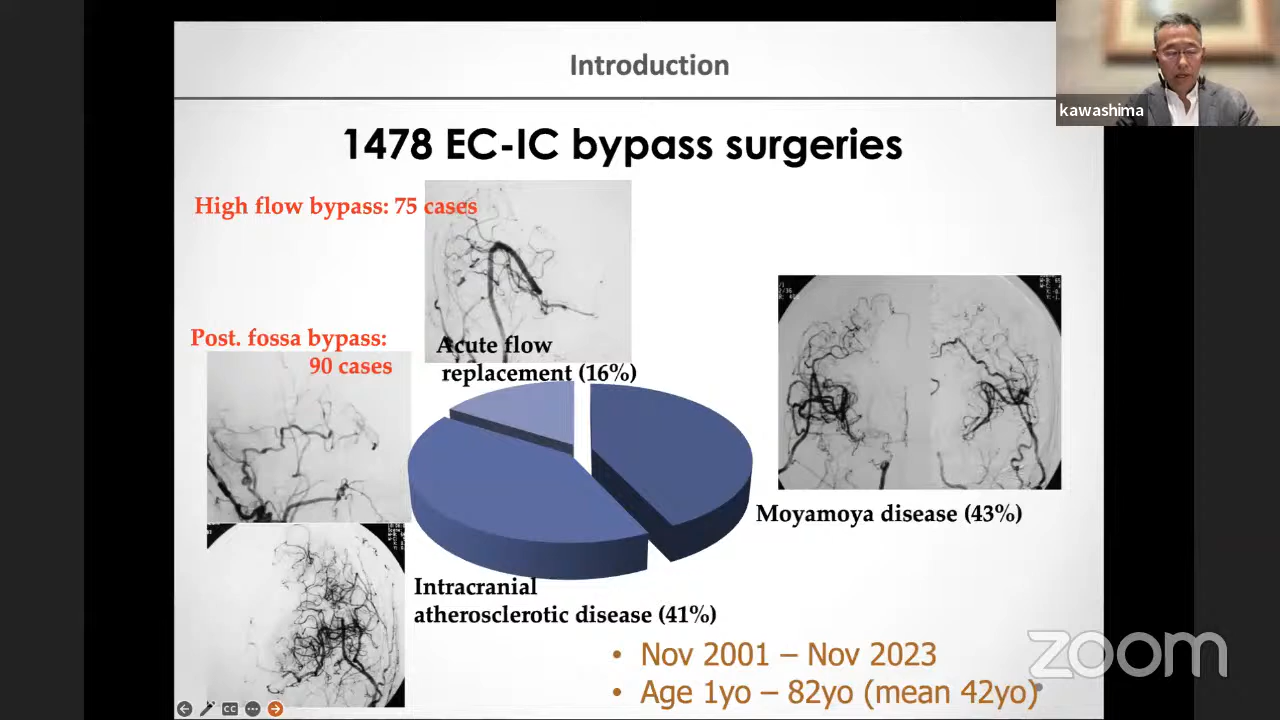 Introduction
kawashima
1478 EC-IC bypass surgeries
High flow bypass: 75 cases
Post. fossa bypass:
90 cases
Acute flow
replacement (16%)
Moyamoya disease (43%)
Intracranial
atherosclerotic disease (41%)
• Nov 2001 – Nov 2023
• Age 1yo – 82yo (mean 42yo)
zoom
CC